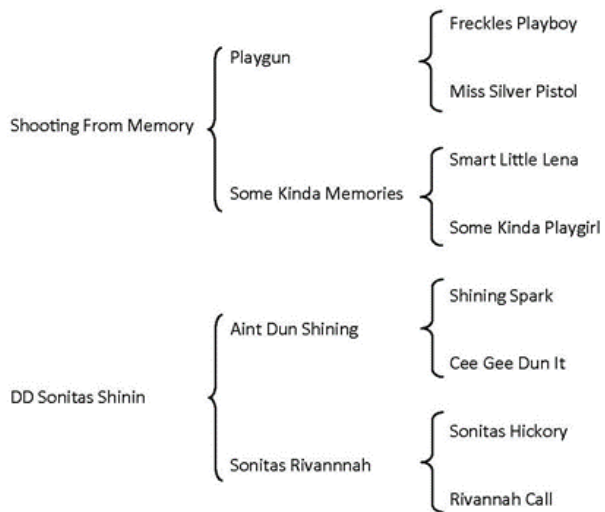 Freckles Playboy
Playgun
Miss Silver Pistol
Shooting From Memory
Smart Little Lena
Some Kinda Memories
Some Kinda Playgirl
Shining Spark
Aint Dun Shining
Cee Gee Dun It
DD Sonitas Shinin
Sonitas Hickory
Sonitas Rivannnah
Rivannah Call